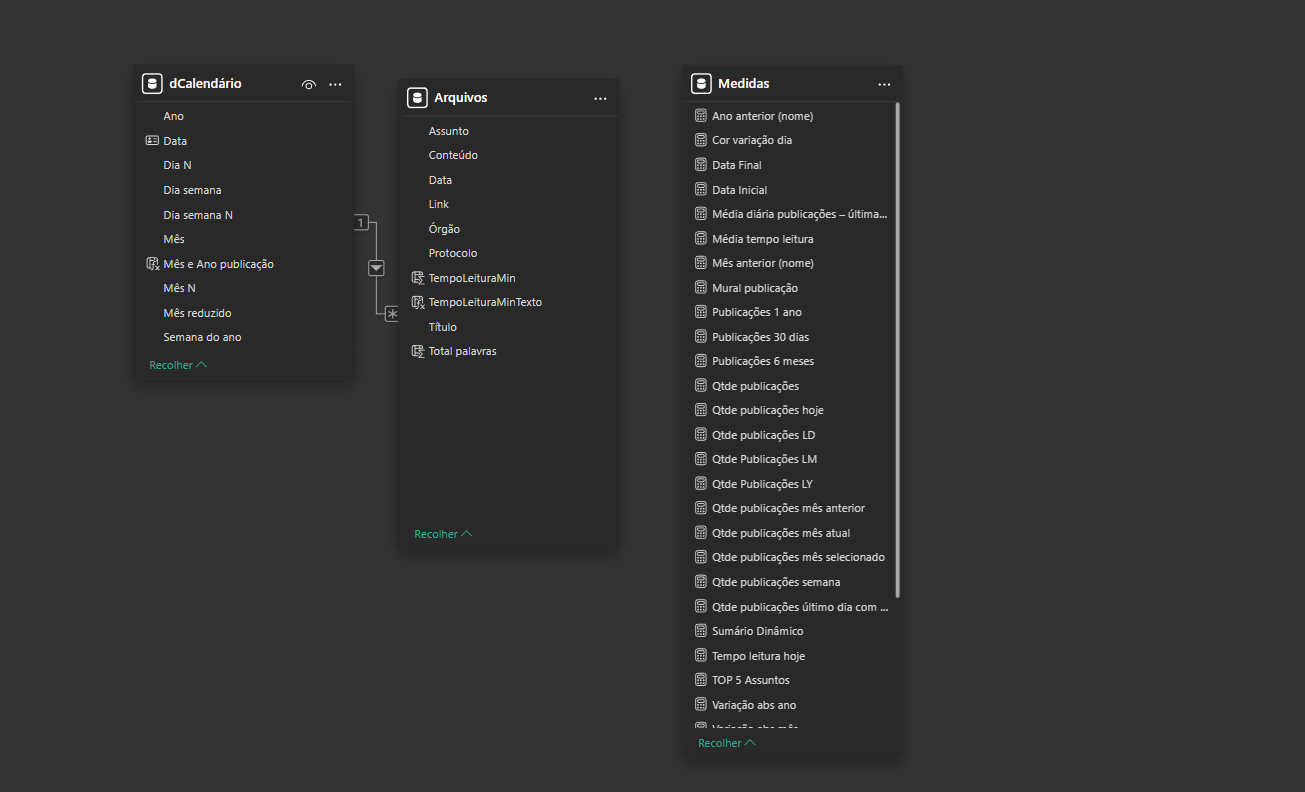 dCalendário
Ano
Data
Dia N
Dia semana
Dia semana N
Mês
Mês e Ano publicação
Mês N
Mês reduzido
Semana do ano
Recolher
1
*
Arquivos
Assunto
Conteúdo
Data
Link
Órgão
Protocolo
TempoLeituraMin
TempoLeituraMinTexto
Título
Total palavras
Recolher
Medidas
Ano anterior (nome)
Cor variação dia
Data Final
Data Inicial
Média diária publicações – última...
Média tempo leitura
Mês anterior (nome)
Mural publicação
Publicações 1 ano
Publicações 30 dias
Publicações 6 meses
Qtde publicações
Qtde publicações hoje
Qtde publicações LD
Qtde Publicações LM
Qtde Publicações LY
Qtde publicações mês anterior
Qtde publicações mês atual
Qtde publicações mês selecionado
Qtde publicações semana
Qtde publicações último dia com ...
Sumário Dinâmico
Tempo leitura hoje
TOP 5 Assuntos
Variação abs ano
Variação abs mês
Recolher